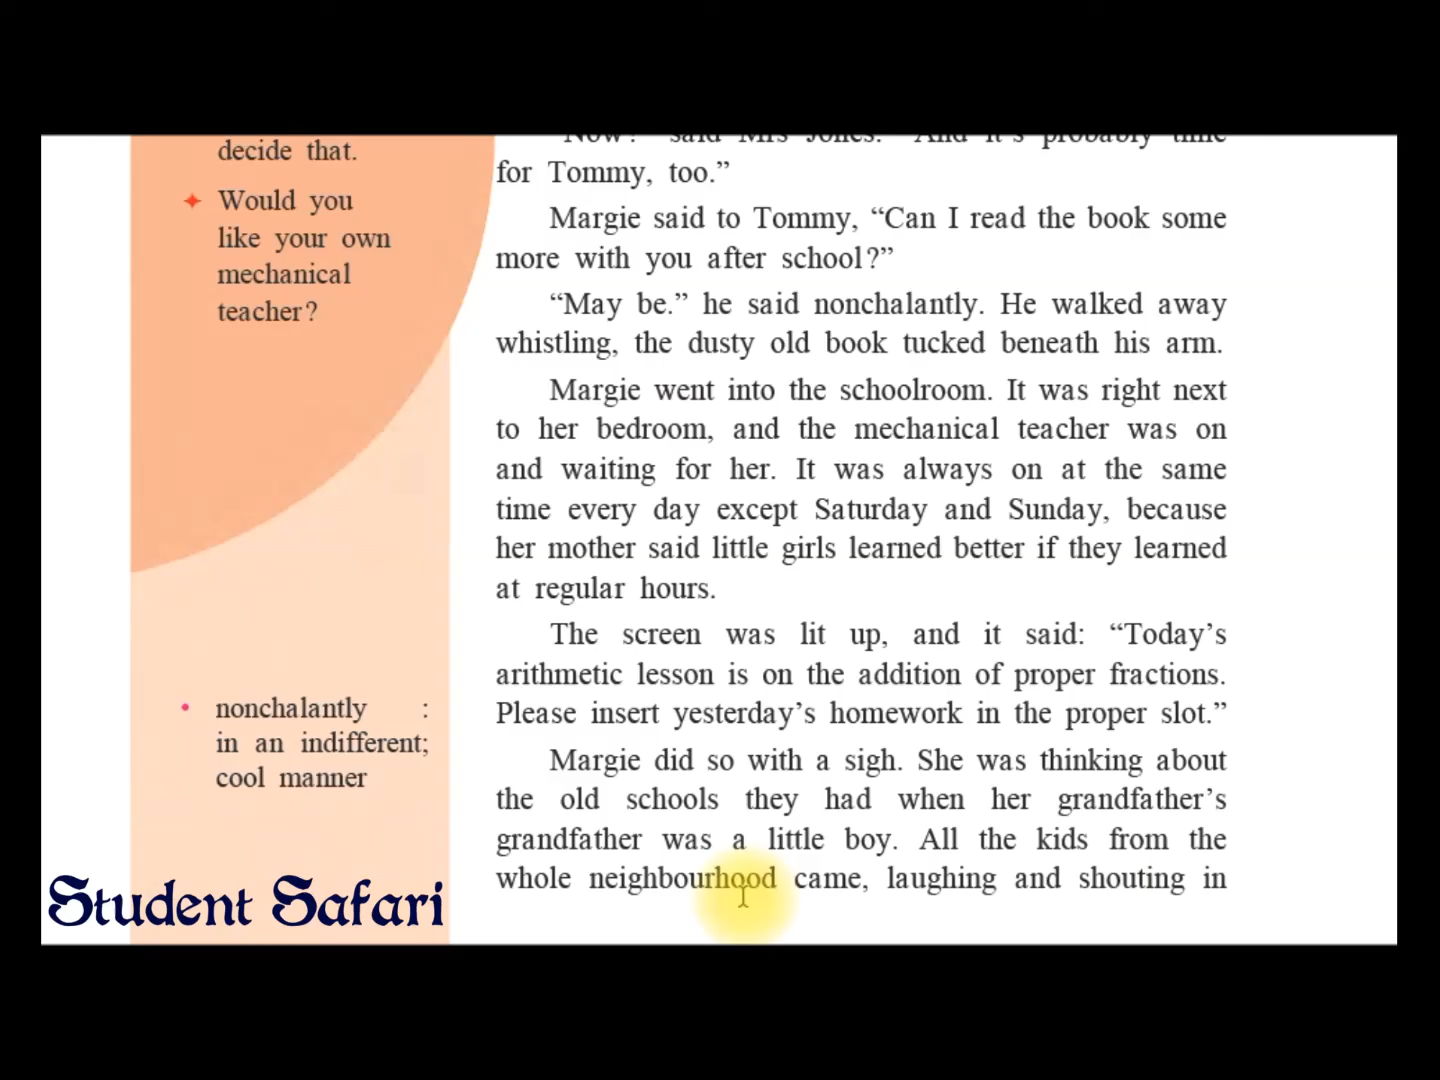 decide that.
✦ Would you
like your own
mechanical
teacher?
• nonchalantly :
in an indifferent;
cool manner
Now!" said Mrs Jones. "And it's probably time
for Tommy, too.”
Margie said to Tommy, “Can I read the book some
more with you after school?”
“May be.” he said nonchalantly. He walked away
whistling, the dusty old book tucked beneath his arm.
Margie went into the schoolroom. It was right next
to her bedroom, and the mechanical teacher was on
and waiting for her. It was always on at the same
time every day except Saturday and Sunday, because
her mother said little girls learned better if they learned
at regular hours.
The screen was lit up, and it said: “Today’s
arithmetic lesson is on the addition of proper fractions.
Please insert yesterday’s homework in the proper slot.”
Margie did so with a sigh. She was thinking about
the old schools they had when her grandfather’s
grandfather was a little boy. All the kids from the
whole neighbourhood came, laughing and shouting in
Student Safari